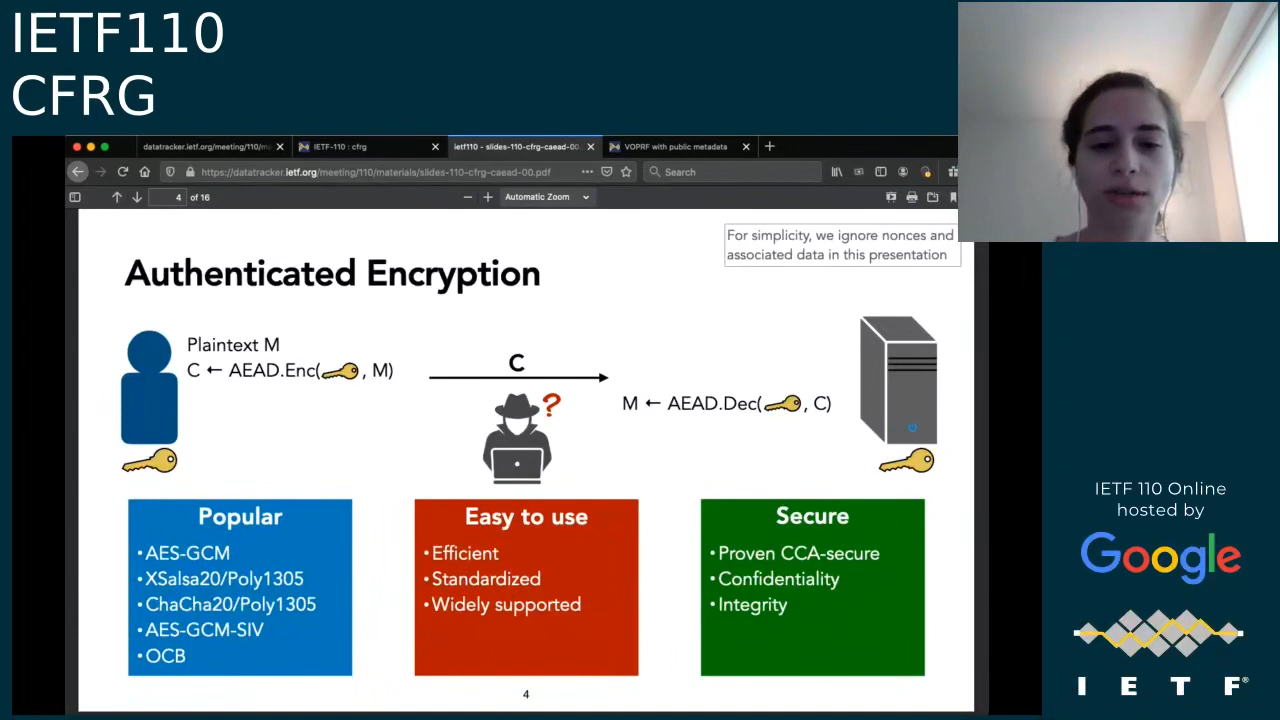 IETF110
CFRG
datatracker.ietf.org/meeting/110/m
IETF-110 : cfrg
ietf110 - slides-110-cfrg-caead-00.
VOPRF with public metadata
https://datatracker.ietf.org/meeting/110/materials/slides-110-cfrg-caead-00.pdf
Search
4 of 16
Automatic Zoom
For simplicity, we ignore nonces and
associated data in this presentation
Authenticated Encryption
Plaintext M
C ← AEAD.Enc( , M)
C
?
M ← AEAD.Dec( , C)
Popular
• AES-GCM
• XSalsa20/Poly1305
• ChaCha20/Poly1305
• AES-GCM-SIV
• OCB
Easy to use
• Efficient
• Standardized
• Widely supported
Secure
• Proven CCA-secure
• Confidentiality
• Integrity
4
IETF 110 Online
hosted by
Google
I E T F®